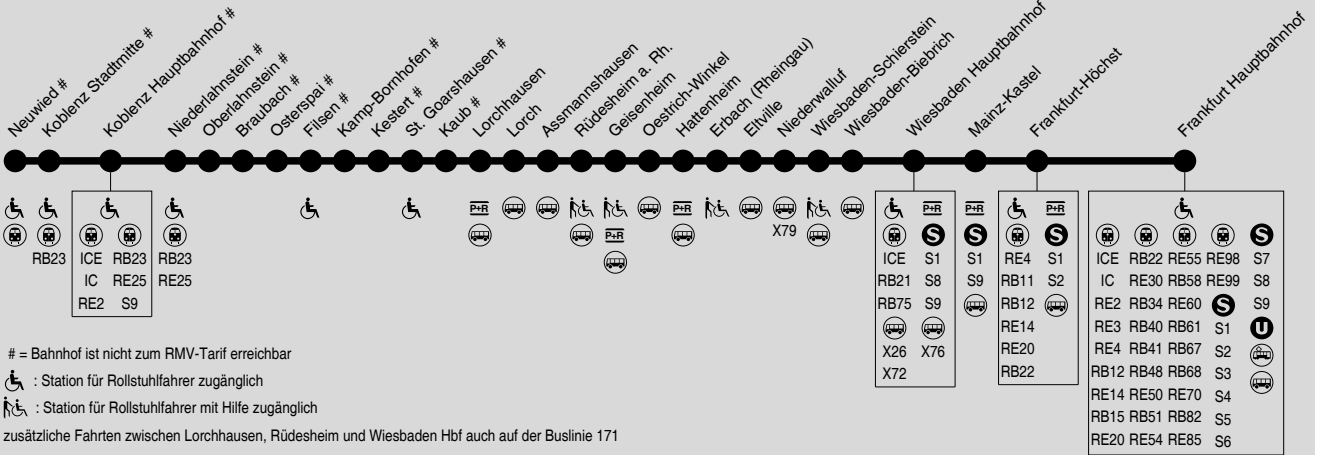 Neuwied #
Koblenz Stadtmitte #
Koblenz Hauptbahnhof #
Niederlahnstein #
Oberlahnstein #
Braubach #
Osterspai #
Filsen #
Kamp-Bornhofen #
Kestert #
St. Goarshausen #
Kaub #
Lorchhausen
Lorch
Assmannshausen
Rüdesheim a. Rh.
Geisenheim
Oestrich-Winkel
Hattenheim
Erbach (Rheingau)
Eltville
Niederwalluf
Wiesbaden-Schierstein
Wiesbaden-Biebrich
Wiesbaden Hauptbahnhof
Mainz-Kastel
Frankfurt-Höchst
Frankfurt Hauptbahnhof
RB23
ICE RB23
IC RE25
RE2 S9
RB23
RE25
P+R
P+R
P+R
X79
P+R
S
ICE S1
RB21 S8
RB75 S9
X26 X76
X72
P+R
S
S1
S9
P+R
S
RE4 S1
RB11 S2
RB12
RE14
RE20
RB22
S
ICE RB22 RE55 RE98 S7
IC RE30 RB58 RE99 S8
RE2 RB34 RE60 S S9
RE3 RB40 RB61 S1 U
RE4 RB41 RB67 S2
RB12 RB48 RB68 S3
RE14 RE50 RE70 S4
RB15 RB51 RB82 S5
RE20 RE54 RE85 S6
# = Bahnhof ist nicht zum RMV-Tarif erreichbar
: Station für Rollstuhlfahrer zugänglich
: Station für Rollstuhlfahrer mit Hilfe zugänglich
zusätzliche Fahrten zwischen Lorchhausen, Rüdesheim und Wiesbaden Hbf auch auf der Buslinie 171